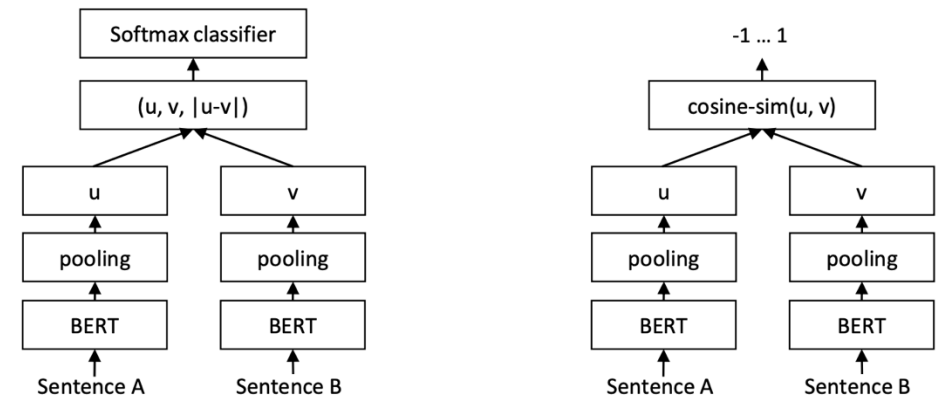 Softmax classifier
(u, v, |u-v|)
u
v
pooling
pooling
BERT
BERT
Sentence A
Sentence B
-1 … 1
cosine-sim(u, v)
u
v
pooling
pooling
BERT
BERT
Sentence A
Sentence B